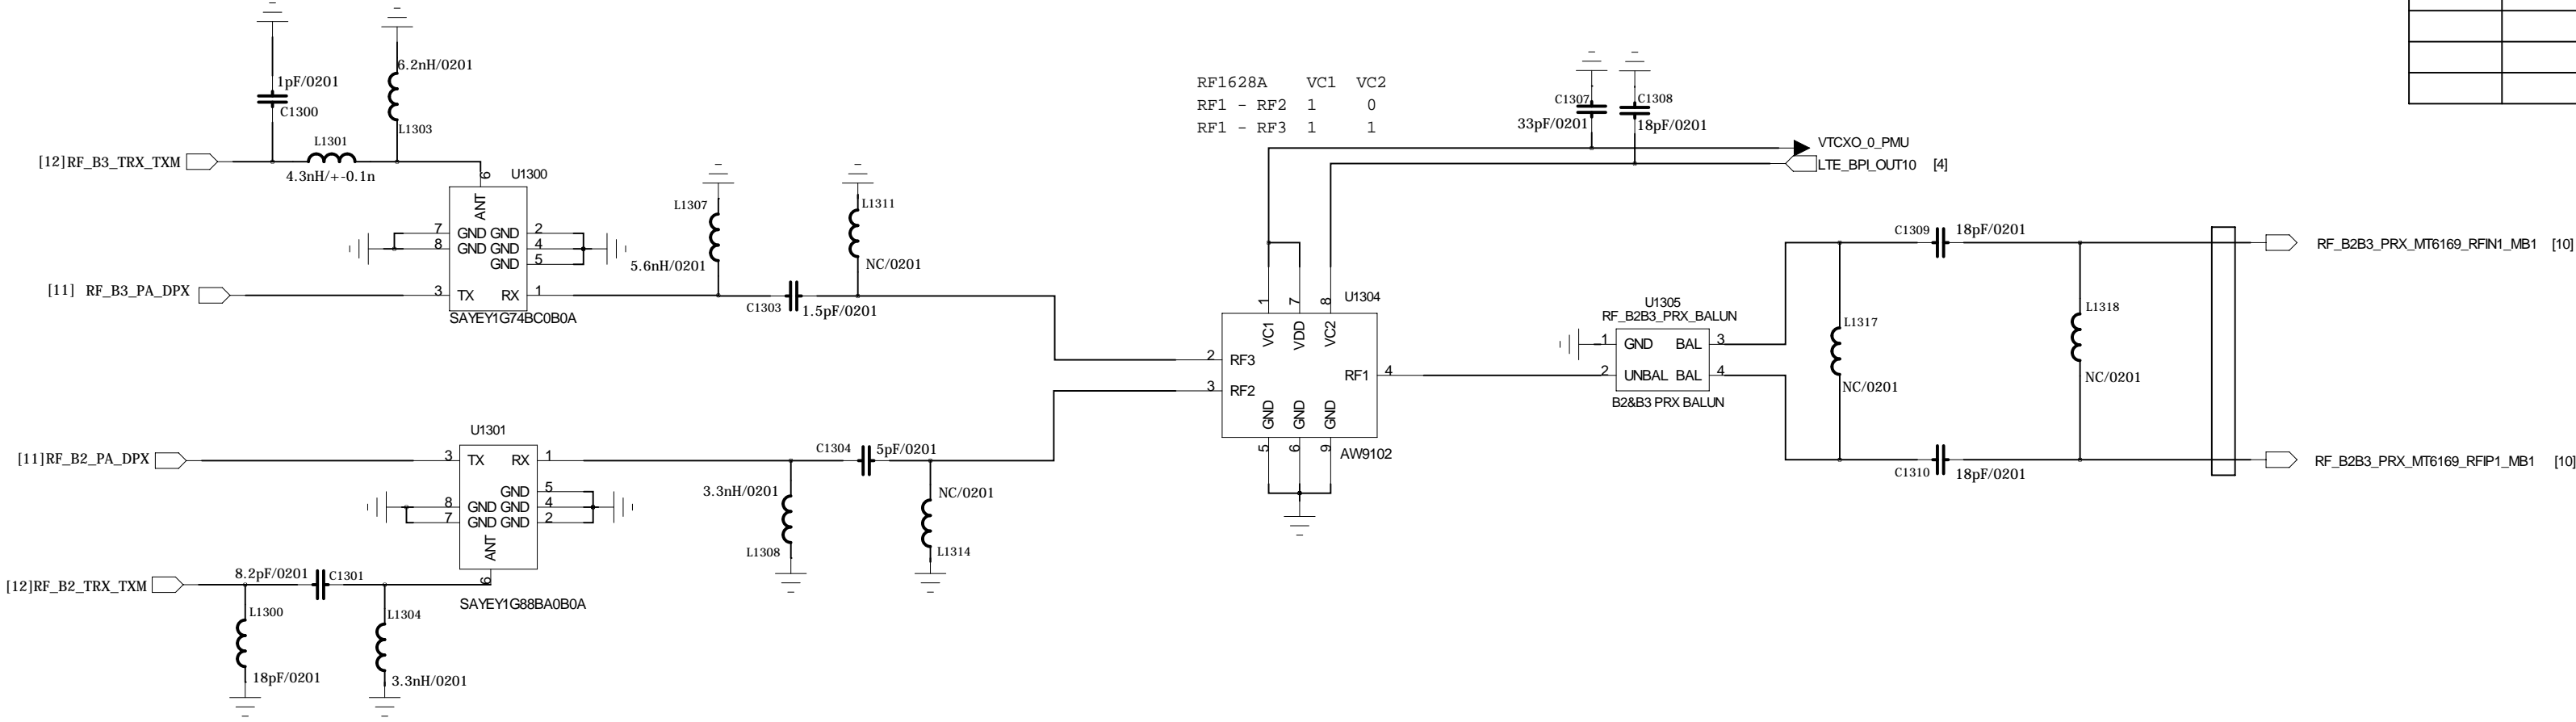 1pF/0201
C1300
6.2nH/0201
L1303
L1301
4.3nH/+-0.1n
[12]RF_B3_TRX_TXM
6
U1300
ANT
7 GND GND 2
8 GND GND 4
GND 5
[11] RF_B3_PA_DPX
3 TX RX 1
SAYEY1G74BC0B0A
L1307
5.6nH/0201
L1311
NC/0201
C1303
1.5pF/0201
RF1628A VC1 VC2
RF1 - RF2 1 0
RF1 - RF3 1 1
C1307
33pF/0201
C1308
18pF/0201
VTCXO_0_PMU
LTE_BPI_OUT10 [4]
1
7
8
U1304
VC1
VDD
VC2
2 RF3
3 RF2
RF1 4
GND
GND
GND
5
6
9
AW9102
U1305
RF_B2B3_PRX_BALUN
1 GND BAL 3
2 UNBAL BAL 4
B2&B3 PRX BALUN
C1309
18pF/0201
L1317
NC/0201
L1318
NC/0201
C1310
18pF/0201
RF_B2B3_PRX_MT6169_RFIN1_MB1 [10]
RF_B2B3_PRX_MT6169_RFIP1_MB1 [10]
U1301
[11]RF_B2_PA_DPX
3 TX RX 1
GND 5
8 GND GND 4
7 GND GND 2
ANT
6
SAYEY1G88BA0B0A
C1304
5pF/0201
3.3nH/0201
L1308
NC/0201
L1314
[12]RF_B2_TRX_TXM
8.2pF/0201
C1301
L1300
18pF/0201
L1304
3.3nH/0201